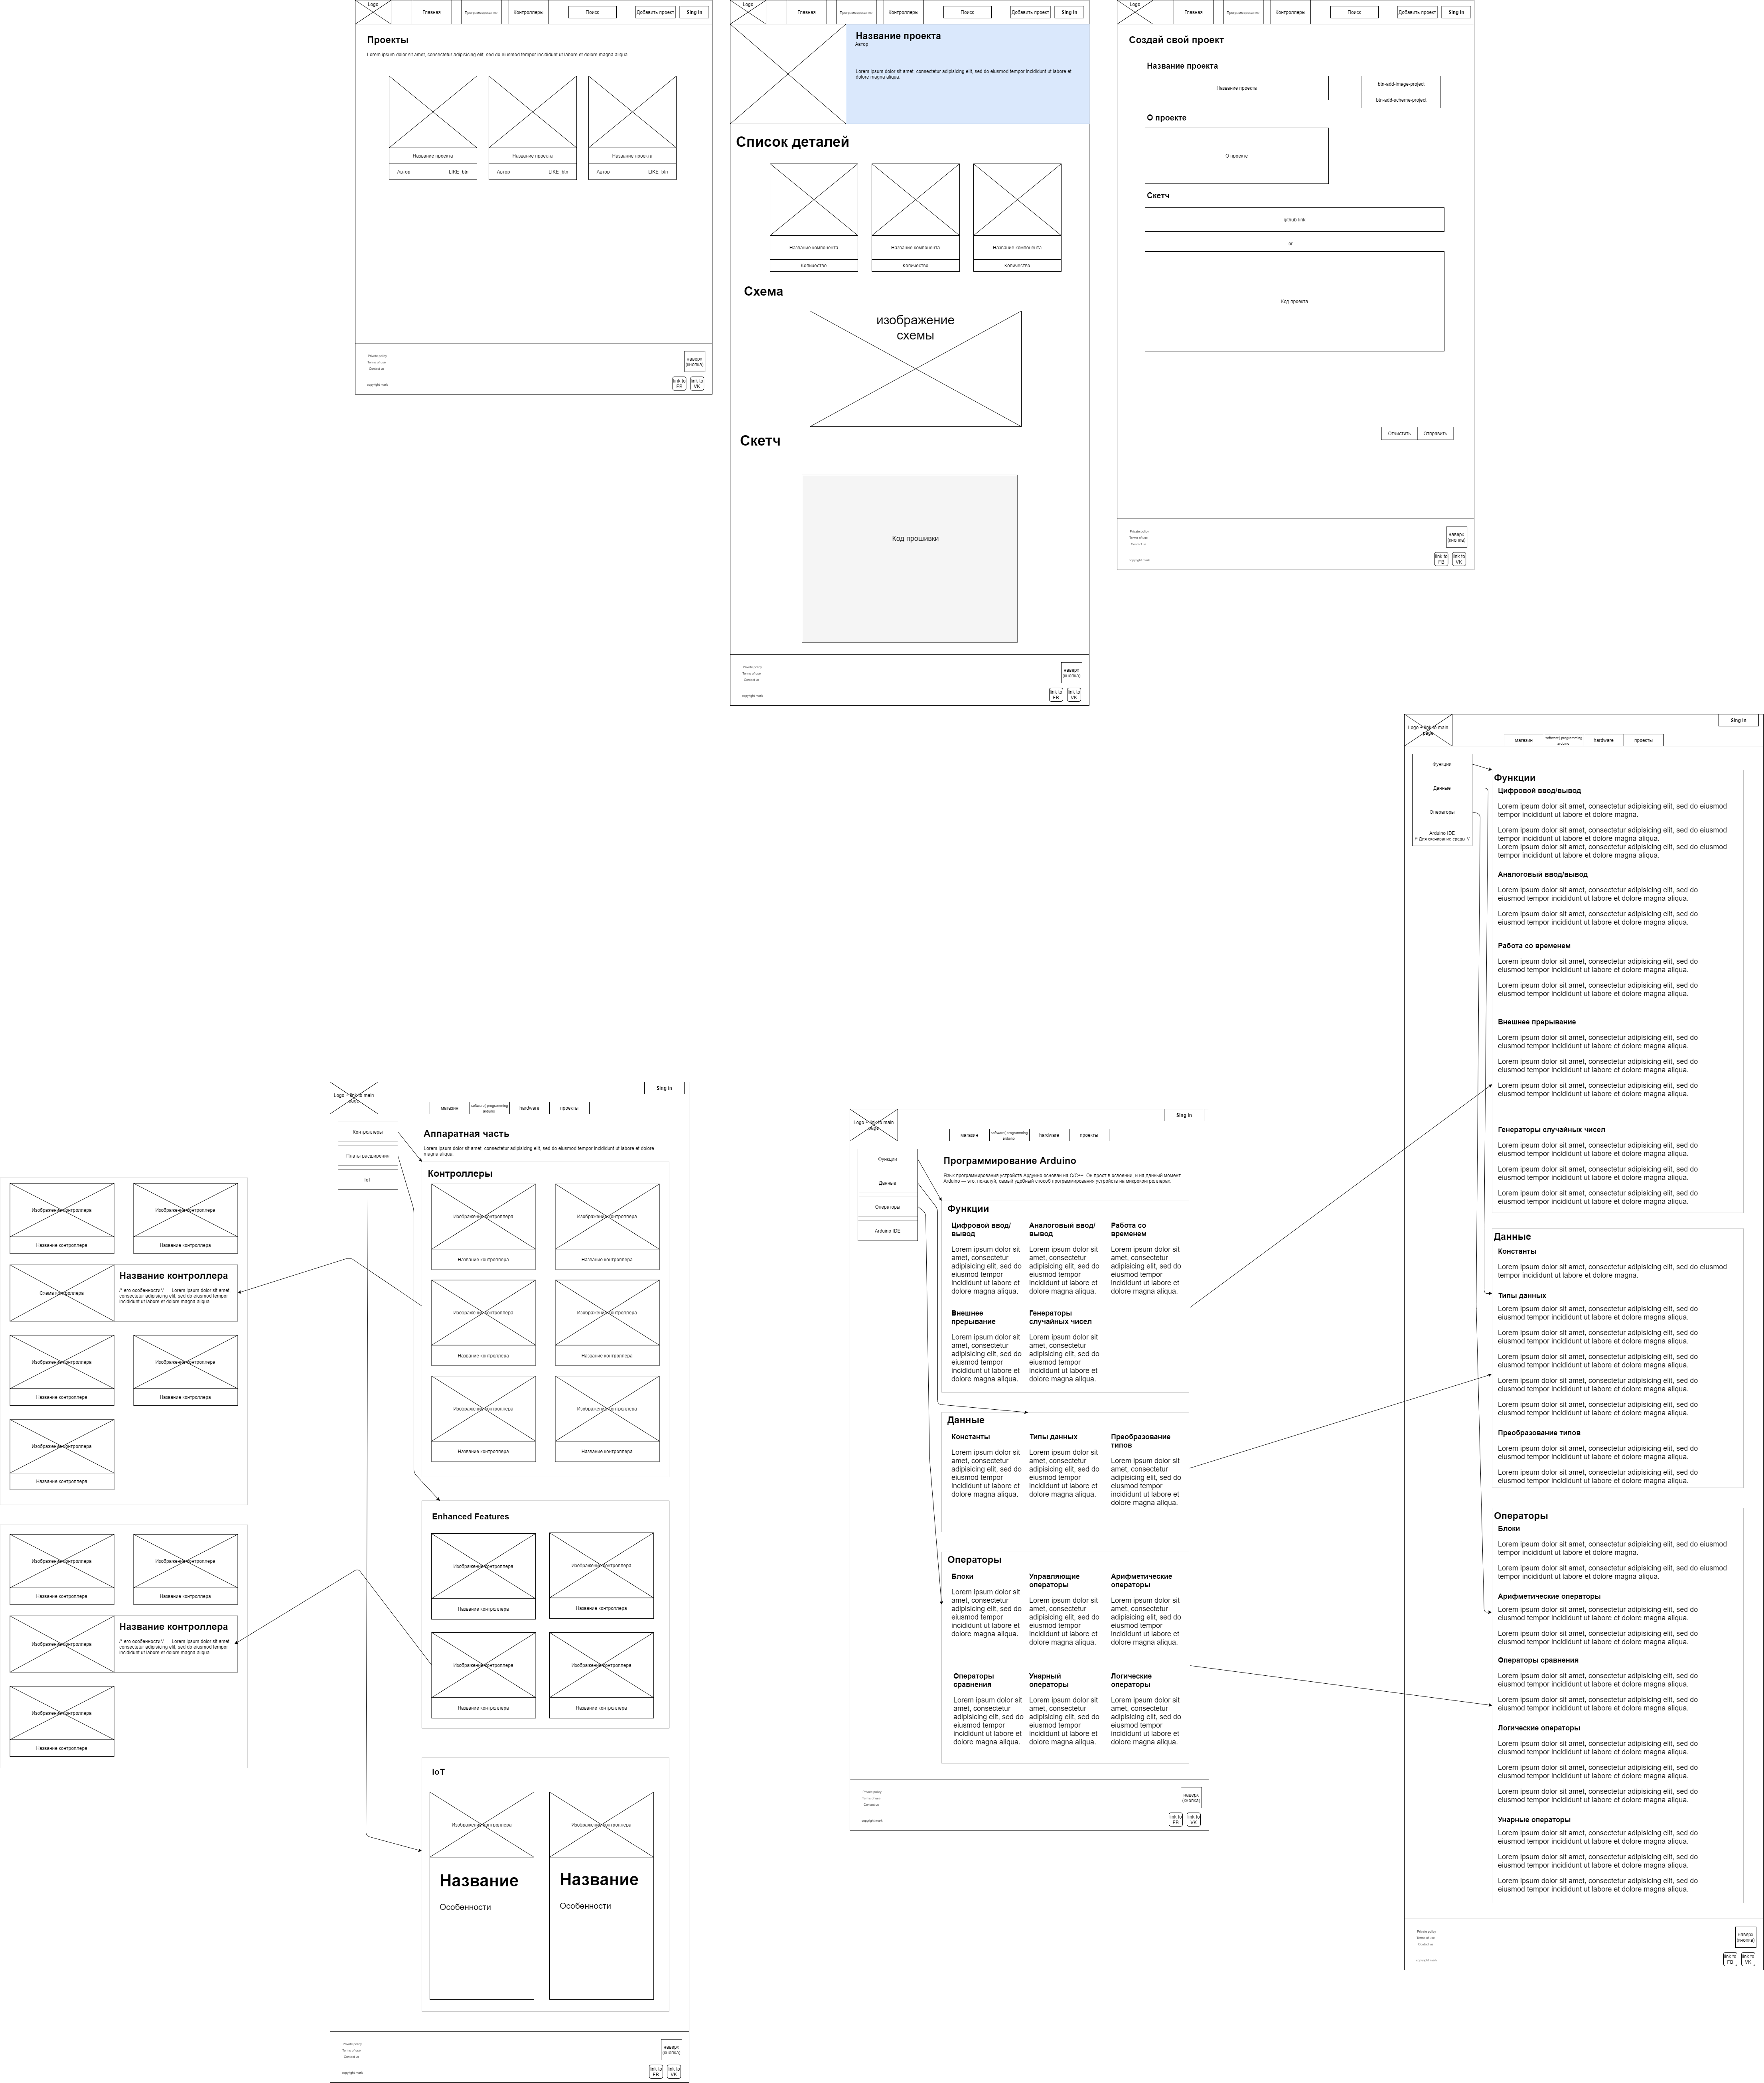 Logo
Главная
Программирование
Контроллеры
Поиск
Добавить проект
Sing in
Проекты
Lorem ipsum dolor sit amet, consectetur adipisicing elit, sed do eiusmod tempor incididunt ut labore et dolore magna aliqua.
Название проекта
Название проекта
Название проекта
Автор
LIKE_btn
Автор
LIKE_btn
Автор
LIKE_btn
Private policy
Terms of use
Contact us
copyright mark
наверх
(кнопка)
link to
FB
link to
VK
Logo
Главная
Программирование
Контроллеры
Поиск
Добавить проект
Sing in
Название проекта
Автор
Lorem ipsum dolor sit amet, consectetur adipisicing elit, sed do eiusmod tempor incididunt ut labore et
dolore magna aliqua.
Список деталей
Название компонента
Название компонента
Название компонента
Количество
Количество
Количество
Схема
изображение
схемы
Скетч
Код прошивки
Private policy
Terms of use
Contact us
copyright mark
наверх
(кнопка)
link to
FB
link to
VK
Logo
Главная
Программирование
Контроллеры
Поиск
Добавить проект
Sing in
Создай свой проект
Название проекта
Название проекта
btn-add-image-project
btn-add-scheme-project
О проекте
О проекте
Скетч
github-link
or
Код проекта
Отчистить
Отправить
Private policy
Terms of use
Contact us
copyright mark
наверх
(кнопка)
link to
FB
link to
VK
Изображение контроллера
Изображение контроллера
Название контроллера
Название контроллера
Схема контроллера
Название контроллера
/* его особенности*/ Lorem ipsum dolor sit amet,
consectetur adipisicing elit, sed do eiusmod tempor
incididunt ut labore et dolore magna aliqua.
Изображение контроллера
Изображение контроллера
Название контроллера
Название контроллера
Изображение контроллера
Название контроллера
Изображение контроллера
Изображение контроллера
Название контроллера
Название контроллера
Изображение контроллера
Название контроллера
/* его особенности*/ Lorem ipsum dolor sit amet,
consectetur adipisicing elit, sed do eiusmod tempor
incididunt ut labore et dolore magna aliqua.
Изображение контроллера
Название контроллера
Logo + link to main
page
Sing in
магазин
software( programming
arduino
hardware
проекты
Контроллеры
Платы расширения
IoT
Аппаратная часть
Lorem ipsum dolor sit amet, consectetur adipisicing elit, sed do eiusmod tempor incididunt ut labore et dolore
magna aliqua.
Контроллеры
Изображение контроллера
Изображение контроллера
Название контроллера
Название контроллера
Изображение контроллера
Изображение контроллера
Название контроллера
Название контроллера
Изображение контроллера
Изображение контроллера
Название контроллера
Название контроллера
Enhanced Features
Изображение контроллера
Изображение контроллера
Название контроллера
Название контроллера
Изображение контроллера
Изображение контроллера
Название контроллера
Название контроллера
IoT
Изображение контроллера
Изображение контроллера
Название
Особенности
Название
Особенности
Private policy
Terms of use
Contact us
copyright mark
наверх
(кнопка)
link to
FB
link to
VK
Logo + link to main
page
Sing in
магазин
software( programming
arduino
hardware
проекты
Функции
Данные
Операторы
Arduino IDE
Программирование Arduino
Язык программирования устройств Ардуино основан на C/C++. Он прост в освоении, и на данный момент
Arduino — это, пожалуй, самый удобный способ программирования устройств на микроконтроллерах.
Функции
Цифровой ввод/
вывод
Lorem ipsum dolor sit
amet, consectetur
adipisicing elit, sed do
eiusmod tempor
incididunt ut labore et
dolore magna aliqua.
Аналоговый ввод/
вывод
Lorem ipsum dolor sit
amet, consectetur
adipisicing elit, sed do
eiusmod tempor
incididunt ut labore et
dolore magna aliqua.
Работа со
временем
Lorem ipsum dolor sit
amet, consectetur
adipisicing elit, sed do
eiusmod tempor
incididunt ut labore et
dolore magna aliqua.
Внешнее
прерывание
Lorem ipsum dolor sit
amet, consectetur
adipisicing elit, sed do
eiusmod tempor
incididunt ut labore et
dolore magna aliqua.
Генераторы
случайных чисел
Lorem ipsum dolor sit
amet, consectetur
adipisicing elit, sed do
eiusmod tempor
incididunt ut labore et
dolore magna aliqua.
Данные
Константы
Lorem ipsum dolor sit
amet, consectetur
adipisicing elit, sed do
eiusmod tempor
incididunt ut labore et
dolore magna aliqua.
Типы данных
Lorem ipsum dolor sit
amet, consectetur
adipisicing elit, sed do
eiusmod tempor
incididunt ut labore et
dolore magna aliqua.
Преобразование
типов
Lorem ipsum dolor sit
amet, consectetur
adipisicing elit, sed do
eiusmod tempor
incididunt ut labore et
dolore magna aliqua.
Операторы
Блоки
Lorem ipsum dolor sit
amet, consectetur
adipisicing elit, sed do
eiusmod tempor
incididunt ut labore et
dolore magna aliqua.
Управляющие
операторы
Lorem ipsum dolor sit
amet, consectetur
adipisicing elit, sed do
eiusmod tempor
incididunt ut labore et
dolore magna aliqua.
Арифметические
операторы
Lorem ipsum dolor sit
amet, consectetur
adipisicing elit, sed do
eiusmod tempor
incididunt ut labore et
dolore magna aliqua.
Операторы
сравнения
Lorem ipsum dolor sit
amet, consectetur
adipisicing elit, sed do
eiusmod tempor
incididunt ut labore et
dolore magna aliqua.
Унарный
операторы
Lorem ipsum dolor sit
amet, consectetur
adipisicing elit, sed do
eiusmod tempor
incididunt ut labore et
dolore magna aliqua.
Логические
операторы
Lorem ipsum dolor sit
amet, consectetur
adipisicing elit, sed do
eiusmod tempor
incididunt ut labore et
dolore magna aliqua.
Private policy
Terms of use
Contact us
copyright mark
наверх
(кнопка)
link to
FB
link to
VK
Logo + link to main
page
Sing in
магазин
software( programming
arduino
hardware
проекты
Функции
Данные
Операторы
Arduino IDE
/* Для скачивание среды */
Функции
Цифровой ввод/вывод
Lorem ipsum dolor sit amet, consectetur adipisicing elit, sed do eiusmod
tempor incididunt ut labore et dolore magna.
Lorem ipsum dolor sit amet, consectetur adipisicing elit, sed do eiusmod
tempor incididunt ut labore et dolore magna aliqua.
Lorem ipsum dolor sit amet, consectetur adipisicing elit, sed do eiusmod
tempor incididunt ut labore et dolore magna aliqua.
Аналоговый ввод/вывод
Lorem ipsum dolor sit amet, consectetur adipisicing elit, sed do
eiusmod tempor incididunt ut labore et dolore magna aliqua.
Lorem ipsum dolor sit amet, consectetur adipisicing elit, sed do
eiusmod tempor incididunt ut labore et dolore magna aliqua.
Работа со временем
Lorem ipsum dolor sit amet, consectetur adipisicing elit, sed do
eiusmod tempor incididunt ut labore et dolore magna aliqua.
Lorem ipsum dolor sit amet, consectetur adipisicing elit, sed do
eiusmod tempor incididunt ut labore et dolore magna aliqua.
Внешнее прерывание
Lorem ipsum dolor sit amet, consectetur adipisicing elit, sed do
eiusmod tempor incididunt ut labore et dolore magna aliqua.
Lorem ipsum dolor sit amet, consectetur adipisicing elit, sed do
eiusmod tempor incididunt ut labore et dolore magna aliqua.
Lorem ipsum dolor sit amet, consectetur adipisicing elit, sed do
eiusmod tempor incididunt ut labore et dolore magna aliqua.
Генераторы случайных чисел
Lorem ipsum dolor sit amet, consectetur adipisicing elit, sed do
eiusmod tempor incididunt ut labore et dolore magna aliqua.
Lorem ipsum dolor sit amet, consectetur adipisicing elit, sed do
eiusmod tempor incididunt ut labore et dolore magna aliqua.
Lorem ipsum dolor sit amet, consectetur adipisicing elit, sed do
eiusmod tempor incididunt ut labore et dolore magna aliqua.
Данные
Константы
Lorem ipsum dolor sit amet, consectetur adipisicing elit, sed do eiusmod
tempor incididunt ut labore et dolore magna.
Типы данных
Lorem ipsum dolor sit amet, consectetur adipisicing elit, sed do
eiusmod tempor incididunt ut labore et dolore magna aliqua.
Lorem ipsum dolor sit amet, consectetur adipisicing elit, sed do
eiusmod tempor incididunt ut labore et dolore magna aliqua.
Lorem ipsum dolor sit amet, consectetur adipisicing elit, sed do
eiusmod tempor incididunt ut labore et dolore magna aliqua.
Lorem ipsum dolor sit amet, consectetur adipisicing elit, sed do
eiusmod tempor incididunt ut labore et dolore magna aliqua.
Lorem ipsum dolor sit amet, consectetur adipisicing elit, sed do
eiusmod tempor incididunt ut labore et dolore magna aliqua.
Преобразование типов
Lorem ipsum dolor sit amet, consectetur adipisicing elit, sed do
eiusmod tempor incididunt ut labore et dolore magna aliqua.
Lorem ipsum dolor sit amet, consectetur adipisicing elit, sed do
eiusmod tempor incididunt ut labore et dolore magna aliqua.
Операторы
Блоки
Lorem ipsum dolor sit amet, consectetur adipisicing elit, sed do eiusmod
tempor incididunt ut labore et dolore magna.
Lorem ipsum dolor sit amet, consectetur adipisicing elit, sed do eiusmod
tempor incididunt ut labore et dolore magna aliqua.
Арифметические операторы
Lorem ipsum dolor sit amet, consectetur adipisicing elit, sed do
eiusmod tempor incididunt ut labore et dolore magna aliqua.
Lorem ipsum dolor sit amet, consectetur adipisicing elit, sed do
eiusmod tempor incididunt ut labore et dolore magna aliqua.
Операторы сравнения
Lorem ipsum dolor sit amet, consectetur adipisicing elit, sed do
eiusmod tempor incididunt ut labore et dolore magna aliqua.
Lorem ipsum dolor sit amet, consectetur adipisicing elit, sed do
eiusmod tempor incididunt ut labore et dolore magna aliqua.
Логические операторы
Lorem ipsum dolor sit amet, consectetur adipisicing elit, sed do
eiusmod tempor incididunt ut labore et dolore magna aliqua.
Lorem ipsum dolor sit amet, consectetur adipisicing elit, sed do
eiusmod tempor incididunt ut labore et dolore magna aliqua.
Lorem ipsum dolor sit amet, consectetur adipisicing elit, sed do
eiusmod tempor incididunt ut labore et dolore magna aliqua.
Унарные операторы
Lorem ipsum dolor sit amet, consectetur adipisicing elit, sed do
eiusmod tempor incididunt ut labore et dolore magna aliqua.
Lorem ipsum dolor sit amet, consectetur adipisicing elit, sed do
eiusmod tempor incididunt ut labore et dolore magna aliqua.
Lorem ipsum dolor sit amet, consectetur adipisicing elit, sed do
eiusmod tempor incididunt ut labore et dolore magna aliqua.
Private policy
Terms of use
Contact us
copyright mark
наверх
(кнопка)
link to
FB
link to
VK